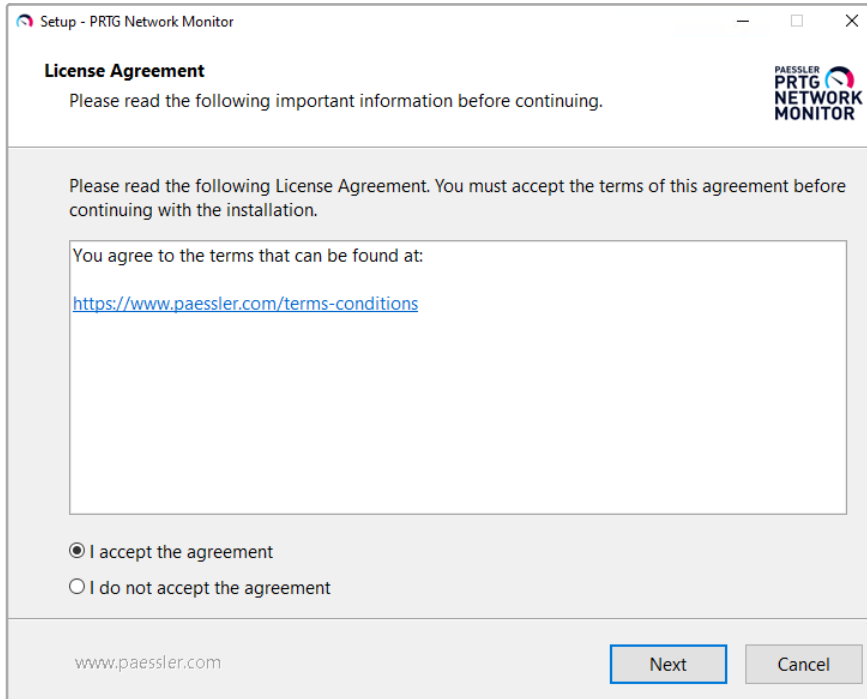 Setup - PRTG Network Monitor
License Agreement
Please read the following important information before continuing.
PAESSLER
PRTG
NETWORK
MONITOR
Please read the following License Agreement. You must accept the terms of this agreement before
continuing with the installation.
You agree to the terms that can be found at:
https://www.paessler.com/terms-conditions
I accept the agreement
I do not accept the agreement
www.paessler.com
Next
Cancel